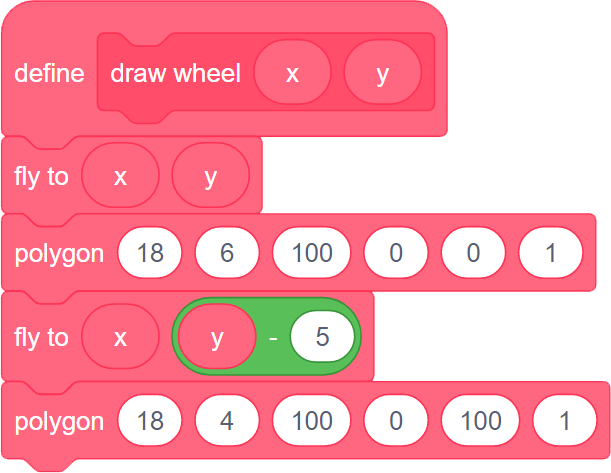 define draw wheel x y
fly to x y
polygon 18 6 100 0 0 1
fly to x y - 5
polygon 18 4 100 0 100 1